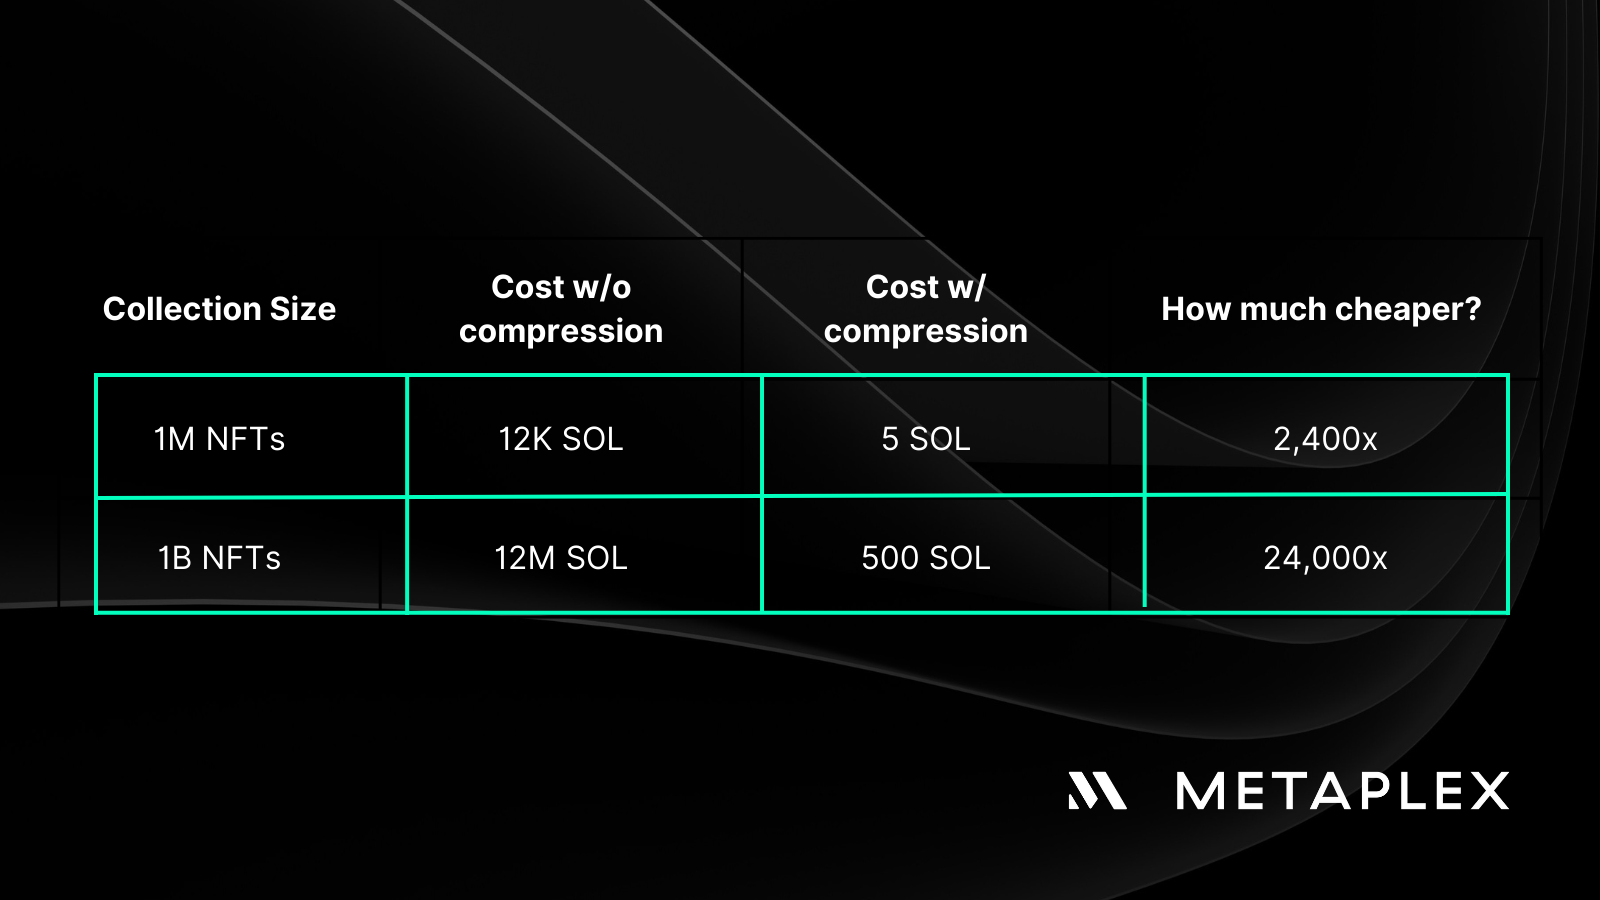 Collection Size
Cost w/o
compression
Cost w/
compression
How much cheaper?
1M NFTs
12K SOL
5 SOL
2,400x
1B NFTs
12M SOL
500 SOL
24,000x
METAPLEX